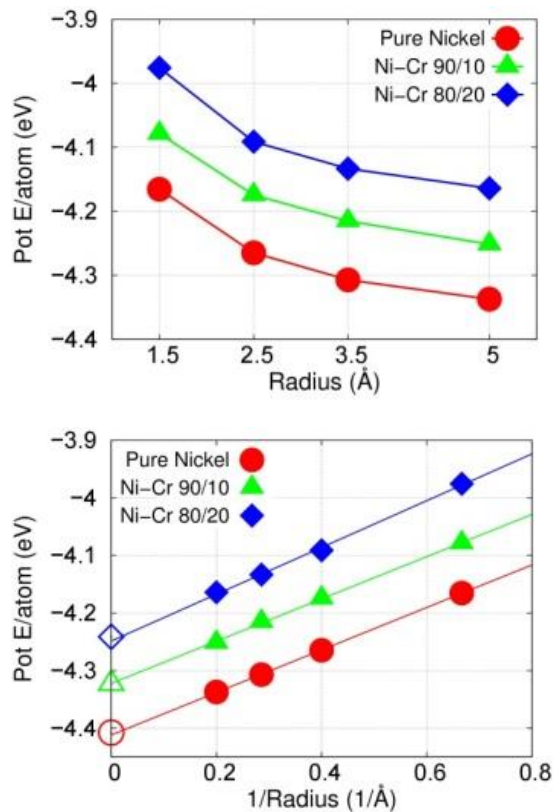 −3.9
−4
−4.1
−4.2
−4.3
−4.4
Pot E/atom (eV)
Pure Nickel
Ni−Cr 90/10
Ni−Cr 80/20
1.5 2.5 3.5 5
Radius (Å)
−3.9
−4
−4.1
−4.2
−4.3
−4.4
Pot E/atom (eV)
Pure Nickel
Ni−Cr 90/10
Ni−Cr 80/20
0 0.2 0.4 0.6 0.8
1/Radius (1/Å)